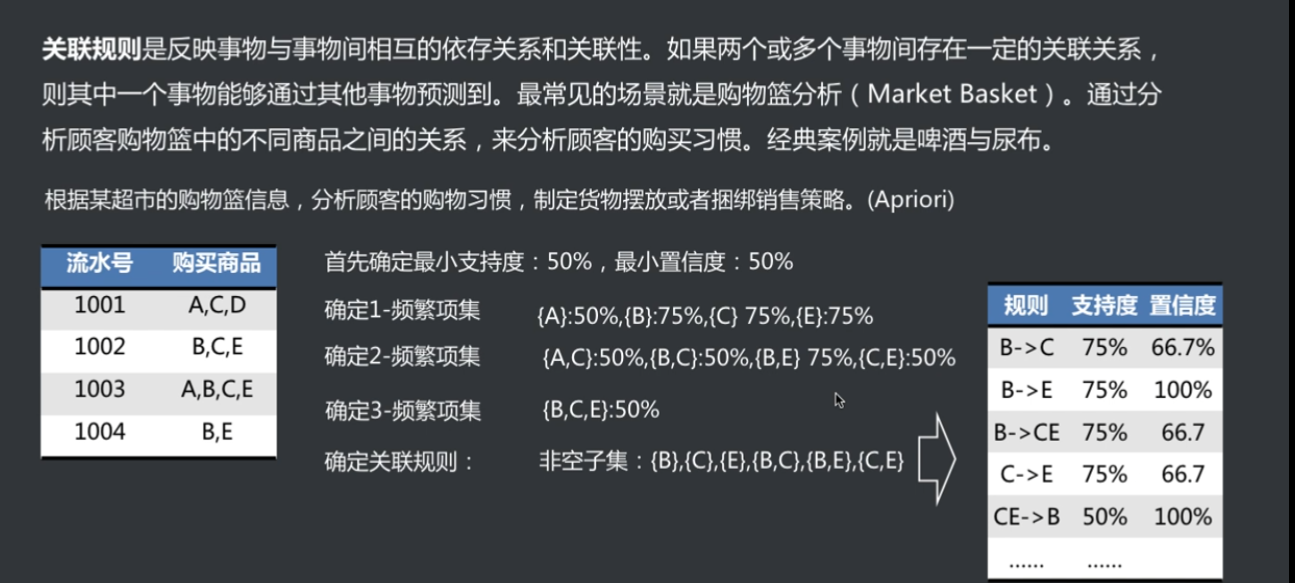 关联规则是反映事物与事物间相互的依存关系和关联性。如果两个或多个事物间存在一定的关联关系，
则其中一个事物能够通过其他事物预测到。最常见的场景就是购物篮分析（Market Basket）。通过分
析顾客购物篮中的不同商品之间的关系，来分析顾客的购买习惯。经典案例就是啤酒与尿布。
根据某超市的购物篮信息，分析顾客的购物习惯，制定货物摆放或者捆绑销售策略。(Apriori)
流水号 购买商品
1001 A,C,D
1002 B,C,E
1003 A,B,C,E
1004 B,E
首先确定最小支持度：50%，最小置信度：50%
确定1-频繁项集 {A}:50%,{B}:75%,{C} 75%,{E}:75%
确定2-频繁项集 {A,C}:50%,{B,C}:50%,{B,E} 75%,{C,E}:50%
确定3-频繁项集 {B,C,E}:50%
确定关联规则： 非空子集：{B},{C},{E},{B,C},{B,E},{C,E}
规则 支持度 置信度
B->C 75% 66.7%
B->E 75% 100%
B->CE 75% 66.7
C->E 75% 66.7
CE->B 50% 100%
...... ......